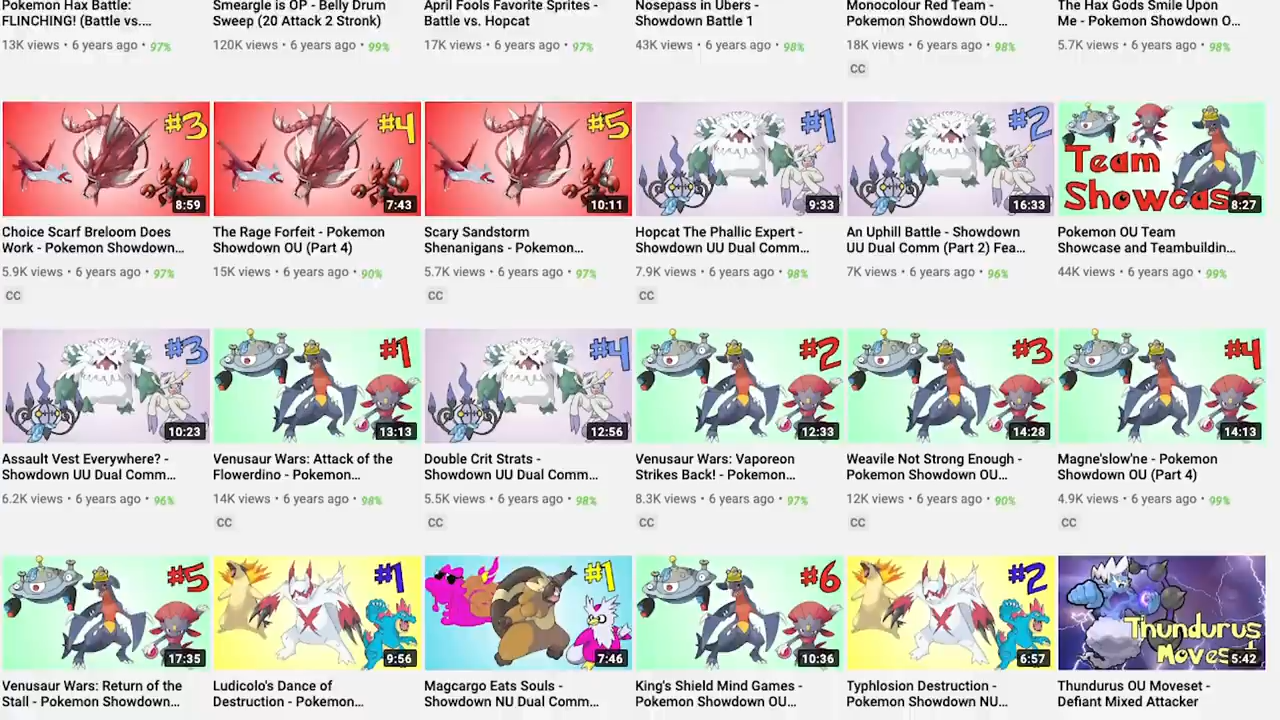 Pokemon Hax Battle:
FLINCHING! (Battle vs....
13K views • 6 years ago • 97%
Smeargle is OP - Belly Drum
Sweep (20 Attack 2 Stronk)
120K views • 6 years ago • 99%
April Fools Favorite Sprites -
Battle vs. Hopcat
17K views • 6 years ago • 97%
Nosepass in Ubers -
Showdown Battle 1
43K views • 6 years ago • 98%
Monocolour Red Team -
Pokemon Showdown OU...
18K views • 6 years ago • 98%
CC
The Hax Gods Smile Upon
Me - Pokemon Showdown O...
5.7K views • 6 years ago • 98%
#3
8:59
Choice Scarf Breloom Does
Work - Pokemon Showdown...
5.9K views • 6 years ago • 97%
CC
#4
7:43
The Rage Forfeit - Pokemon
Showdown OU (Part 4)
15K views • 6 years ago • 90%
#5
10:11
Scary Sandstorm
Shenanigans - Pokemon...
5.7K views • 6 years ago • 97%
CC
#1
9:33
Hopcat The Phallic Expert -
Showdown UU Dual Comm...
7.9K views • 6 years ago • 98%
CC
#2
16:33
An Uphill Battle - Showdown
UU Dual Comm (Part 2) Fea...
7K views • 6 years ago • 96%
Team
Showcase
8:27
Pokemon OU Team
Showcase and Teambuildin...
44K views • 6 years ago • 99%
#3
10:23
Assault Vest Everywhere? -
Showdown UU Dual Comm...
6.2K views • 6 years ago • 96%
#1
13:13
Venusaur Wars: Attack of the
Flowerdino - Pokemon...
14K views • 6 years ago • 98%
CC
#4
12:56
Double Crit Strats -
Showdown UU Dual Comm...
5.5K views • 6 years ago • 98%
CC
#2
12:33
Venusaur Wars: Vaporeon
Strikes Back! - Pokemon...
8.3K views • 6 years ago • 97%
CC
#3
14:28
Weavile Not Strong Enough -
Pokemon Showdown OU...
12K views • 6 years ago • 90%
CC
#4
14:13
Magne'slow'ne - Pokemon
Showdown OU (Part 4)
4.9K views • 6 years ago • 99%
CC
#5
17:35
Venusaur Wars: Return of the
Stall - Pokemon Showdown...
#1
9:56
Ludicolo's Dance of
Destruction - Pokemon...
#1
7:46
Magcargo Eats Souls -
Showdown NU Dual Comm...
#6
10:36
King's Shield Mind Games -
Pokemon Showdown OU...
#2
6:57
Typhlosion Destruction -
Pokemon Showdown NU...
Thundurus
Moveset
5:42
Thundurus OU Moveset -
Defiant Mixed Attacker